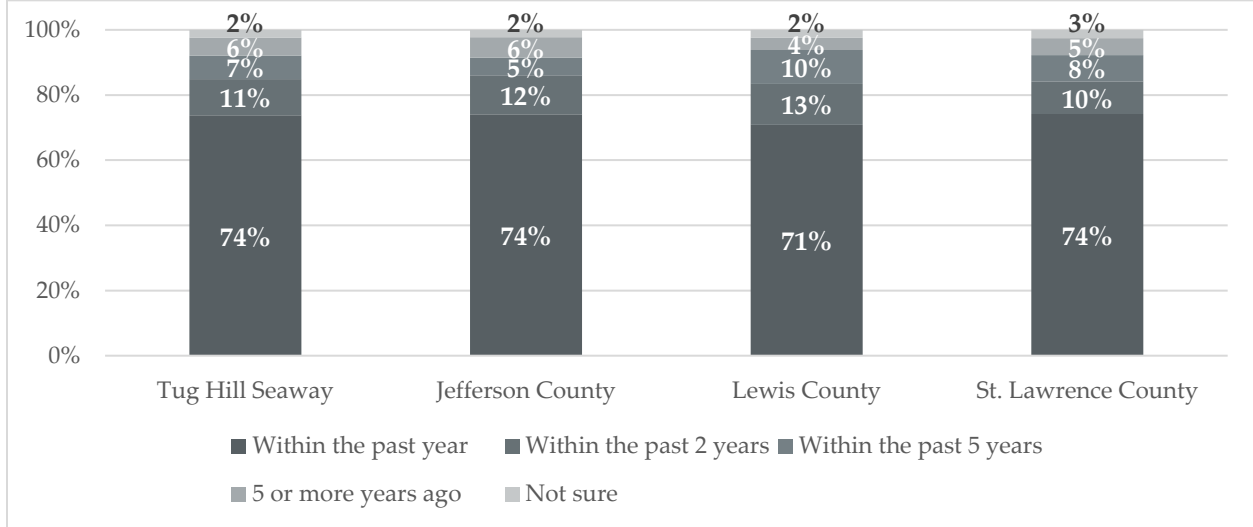 100%
80%
60%
40%
20%
0%
2% 2% 2% 3%
6% 6% 4% 5%
7% 5% 10% 8%
11% 12% 13% 10%
74% 74% 71% 74%
Tug Hill Seaway Jefferson County Lewis County St. Lawrence County
Within the past year Within the past 2 years Within the past 5 years
5 or more years ago Not sure